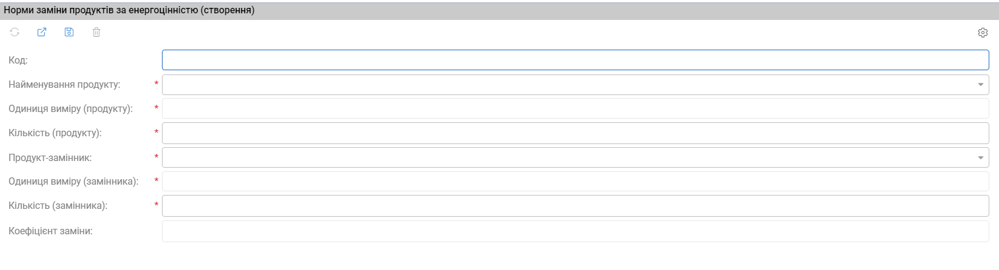 Норми заміни продуктів за енергоцінністю (створення)
Код:
Найменування продукту: *
Одиниця виміру (продукту): *
Кількість (продукту): *
Продукт-замінник: *
Одиниця виміру (замінника): *
Кількість (замінника): *
Коефіцієнт заміни: